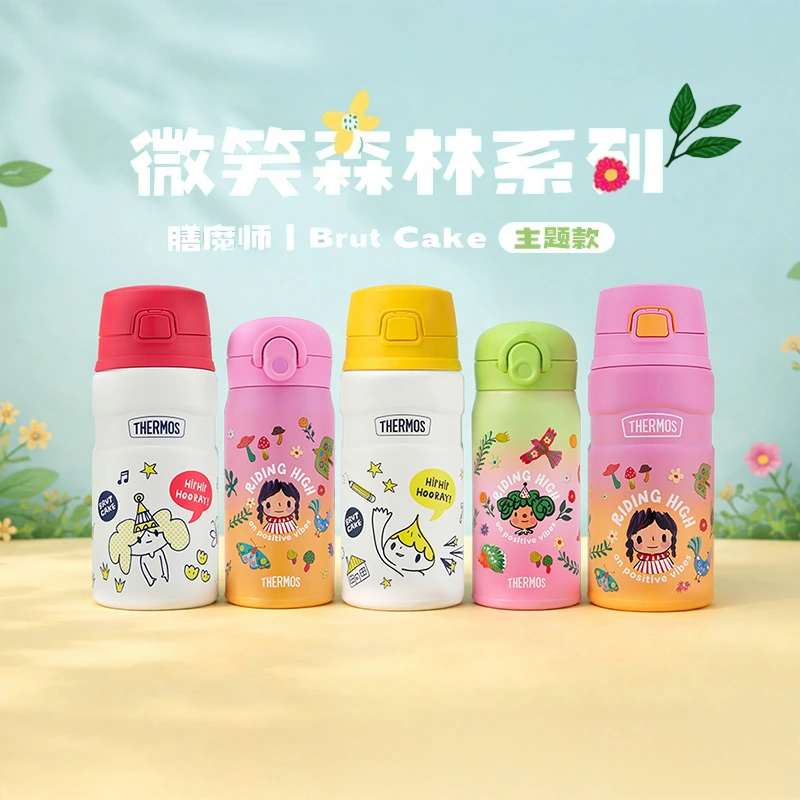 微笑森林系列
膳魔师 | Brut Cake 主题款
THERMOS
HiPHiP
HOORAY!
BRUT
CAKE
RIDING HIGH
on positive vibes
THERMOS
THERMOS
HiPHiP
HOORAY!
BRUT
CAKE
RIDING HIGH
on positive vibes
THERMOS
THERMOS
RIDING HIGH
on positive vibes